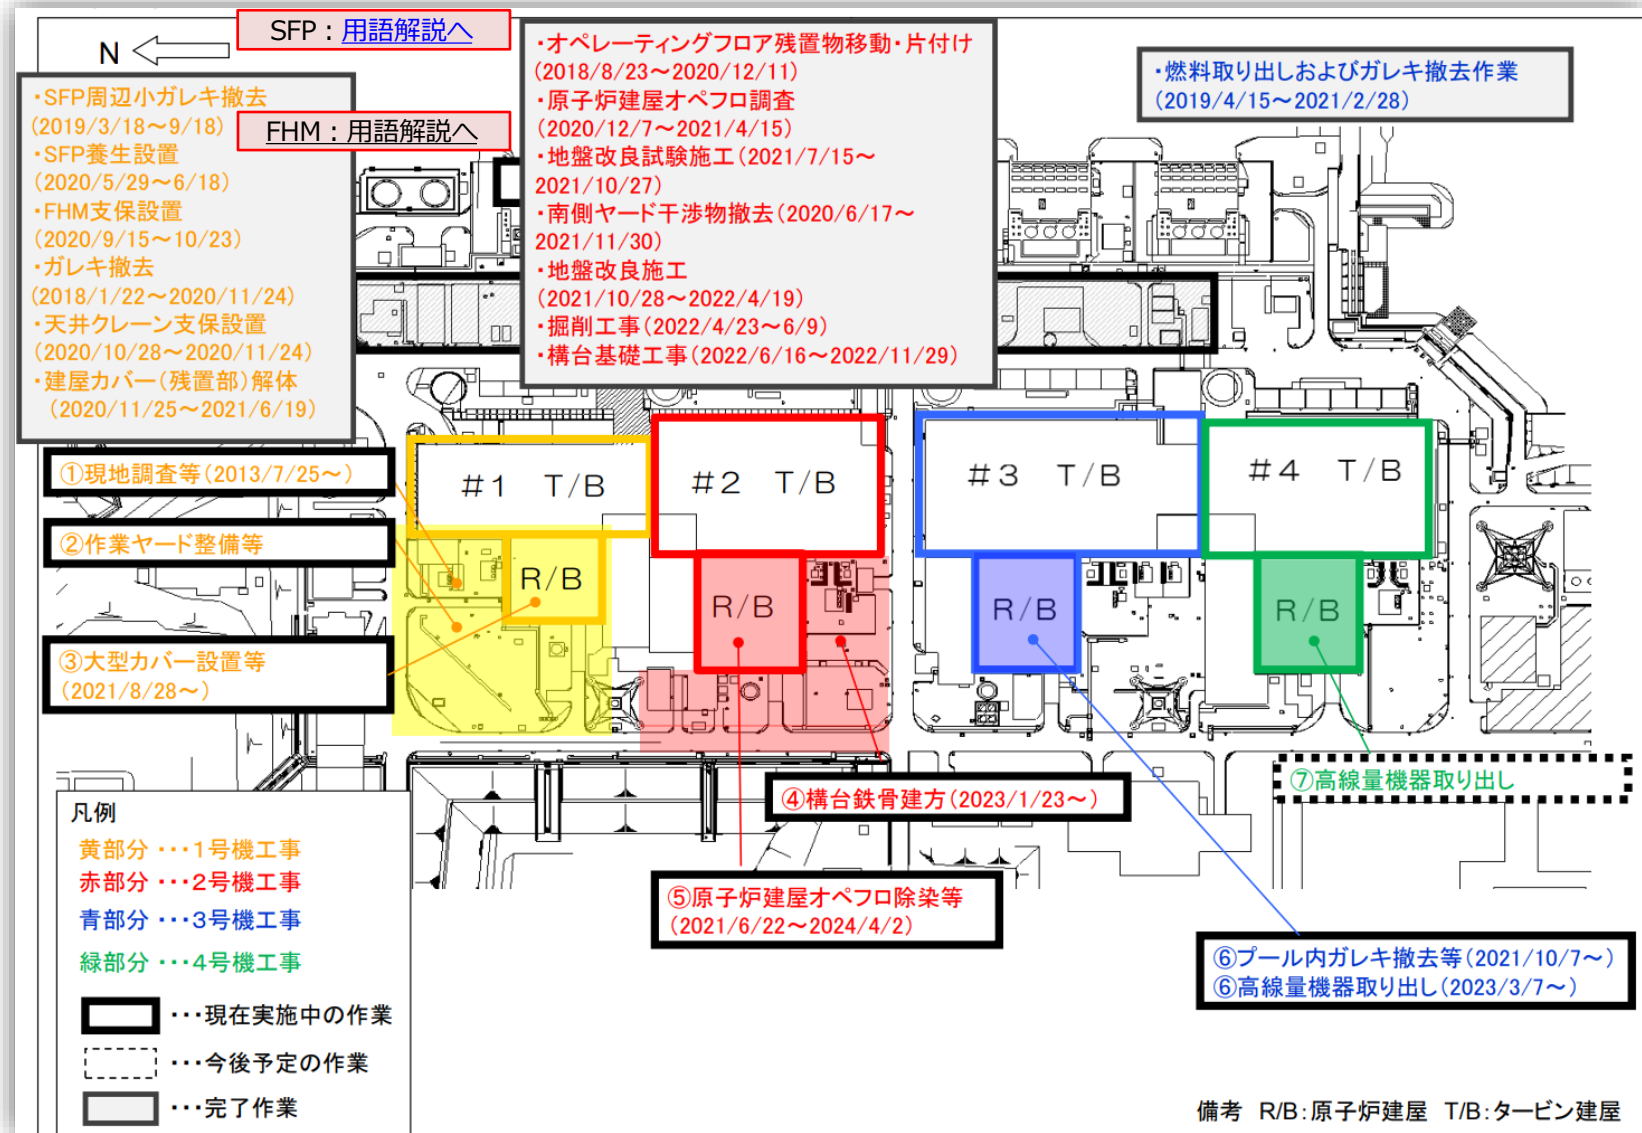 N
SFP：用語解説へ
FHM：用語解説へ
・SFP周辺小ガレキ撤去
(2019/3/18～9/18)
・SFP養生設置
(2020/5/29～6/18)
・FHM支保設置
(2020/9/15～10/23)
・ガレキ撤去
(2018/1/22～2020/11/24)
・天井クレーン支保設置
(2020/10/28～2020/11/24)
・建屋カバー(残置部)解体
(2020/11/25～2021/6/19)
・オペレーティングフロア残置物移動・片付け
(2018/8/23～2020/12/11)
・原子炉建屋オペフロ調査
(2020/12/7～2021/4/15)
・地盤改良試験施工(2021/7/15～
2021/10/27)
・南側ヤード干渉物撤去(2020/6/17～
2021/11/30)
・地盤改良施工
(2021/10/28～2022/4/19)
・掘削工事(2022/4/23～6/9)
・構台基礎工事(2022/6/16～2022/11/29)
・燃料取り出しおよびガレキ撤去作業
(2019/4/15～2021/2/28)
①現地調査等(2013/7/25～)
②作業ヤード整備等
③大型カバー設置等
(2021/8/28～)
#1 T/B
#2 T/B
#3 T/B
#4 T/B
R/B
R/B
R/B
R/B
④構台鉄骨建方(2023/1/23～)
⑤原子炉建屋オペフロ除染等
(2021/6/22～2024/4/2)
⑥プール内ガレキ撤去等(2021/10/7～)
⑥高線量機器取り出し(2023/3/7～)
⑦高線量機器取り出し
凡例
黄部分 ・・・1号機工事
赤部分 ・・・2号機工事
青部分 ・・・3号機工事
緑部分 ・・・4号機工事
・・・現在実施中の作業
・・・今後予定の作業
・・・完了作業
備考 R/B:原子炉建屋 T/B:タービン建屋